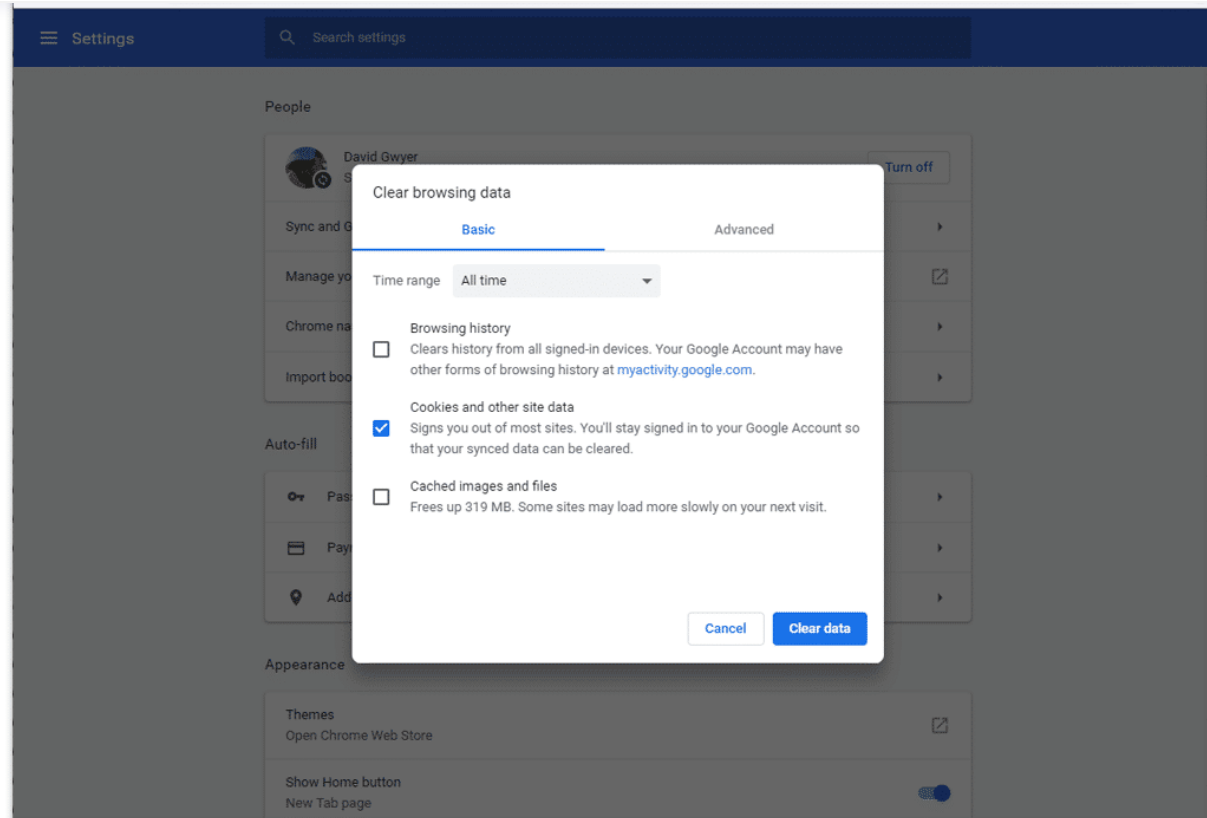 Settings
Search settings
People
David Gwyer
S
Turn off
Clear browsing data
Basic
Advanced
Sync and G
Manage yo
Time range
All time
Chrome na
Browsing history
Clears history from all signed-in devices. Your Google Account may have
other forms of browsing history at myactivity.google.com.
Import boo
Cookies and other site data
Signs you out of most sites. You'll stay signed in to your Google Account so
that your synced data can be cleared.
Auto-fill
Cached images and files
Frees up 319 MB. Some sites may load more slowly on your next visit.
Pas
Pay
Add
Cancel
Clear data
Appearance
Themes
Open Chrome Web Store
Show Home button
New Tab page